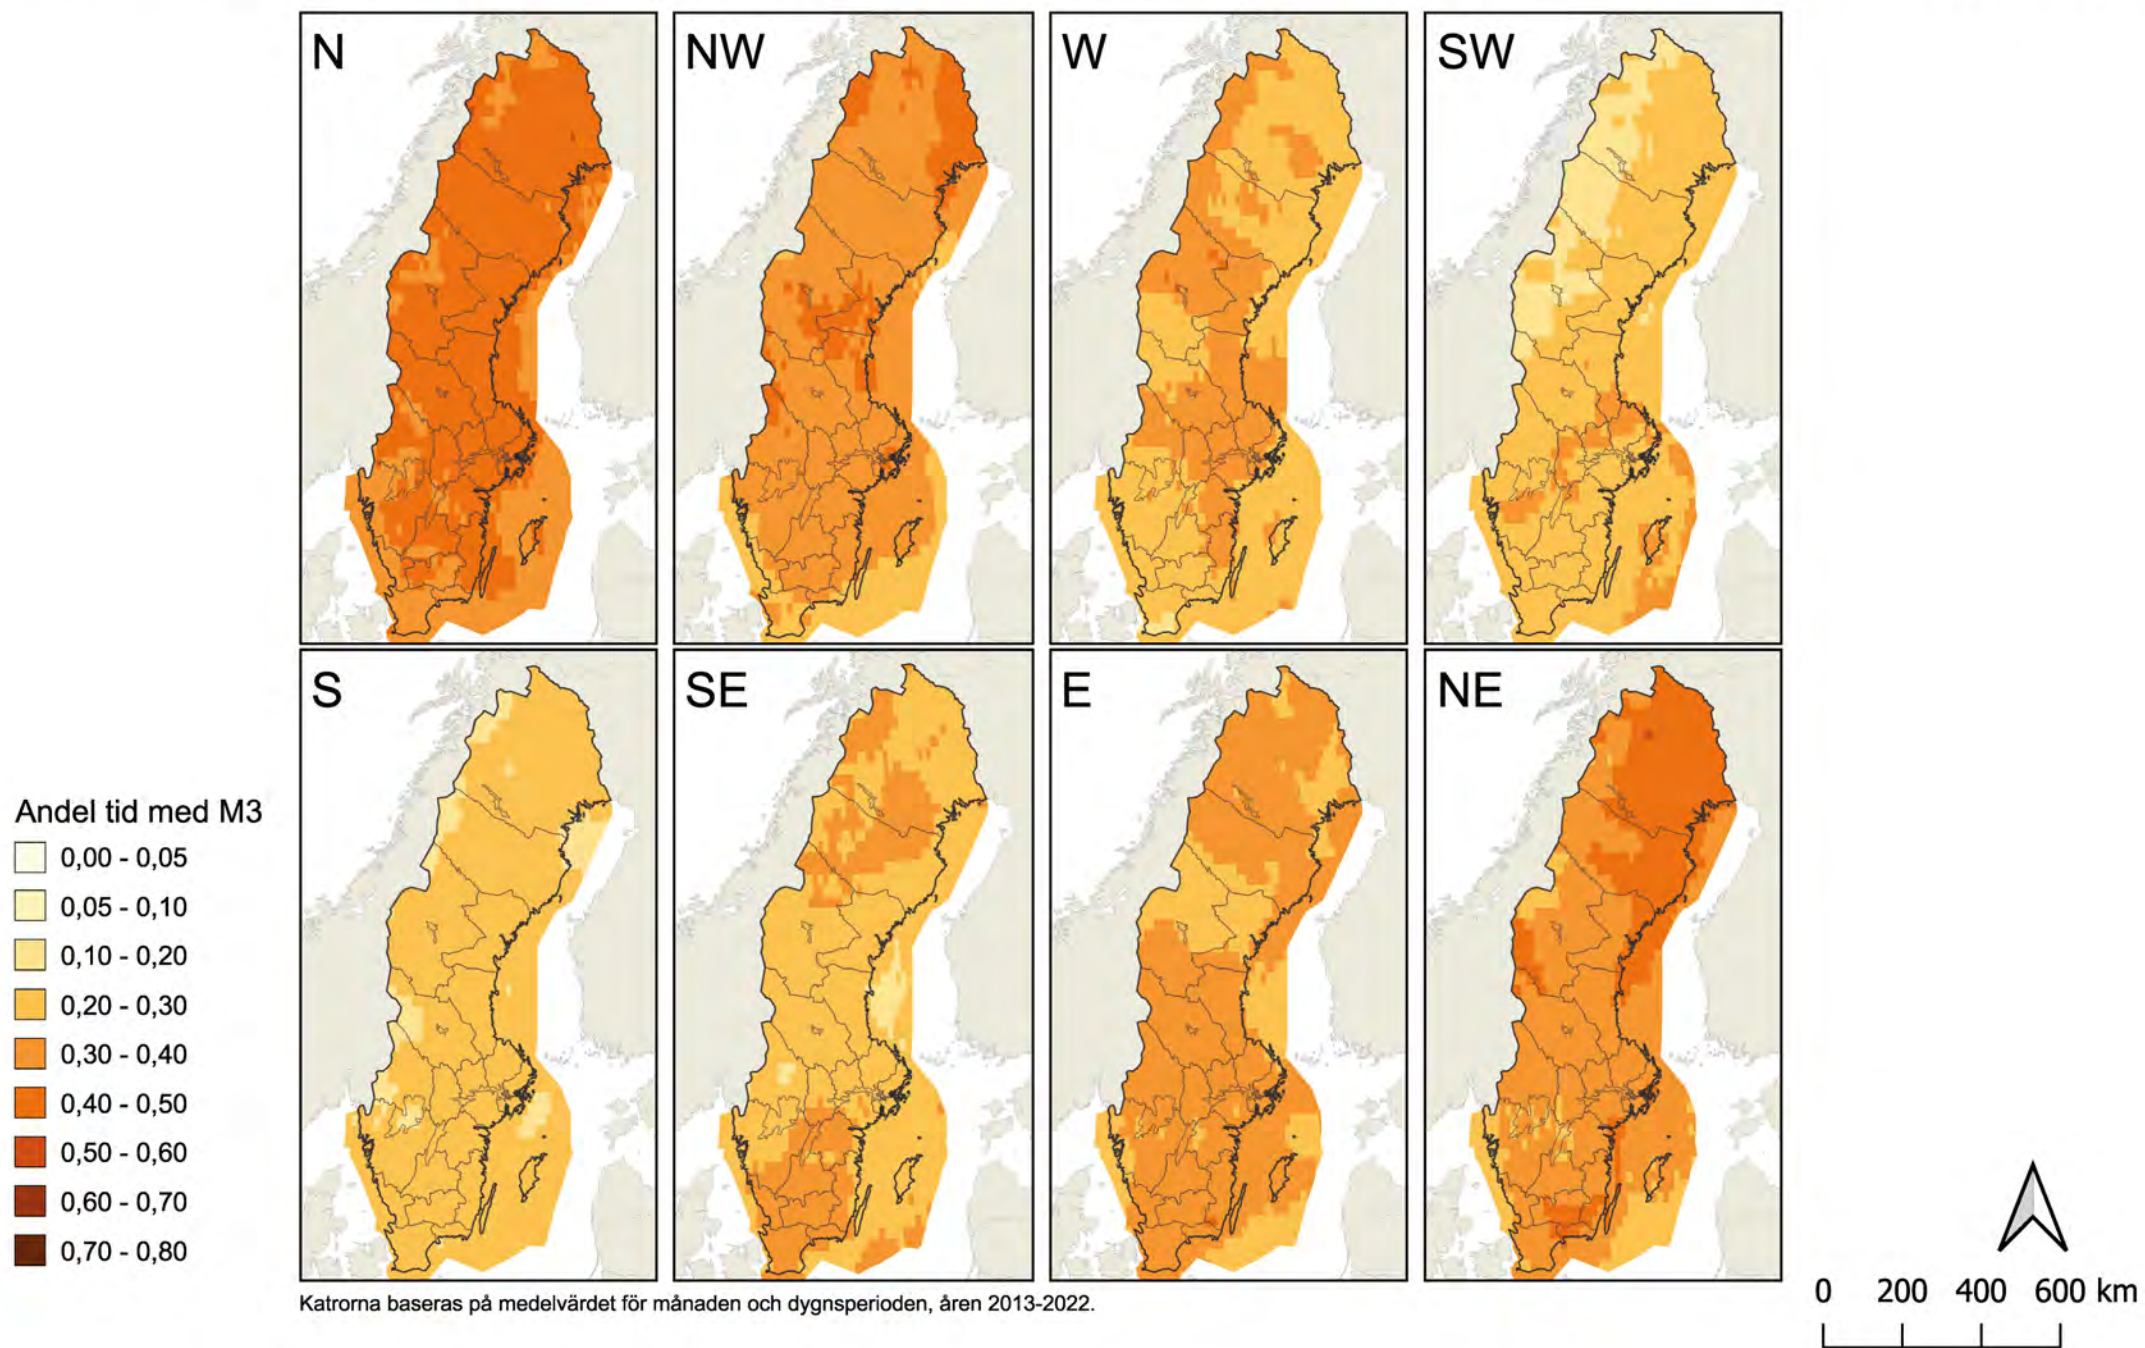 N
NW
W
SW
S
SE
E
NE
Andel tid med M3
0,00 - 0,05
0,05 - 0,10
0,10 - 0,20
0,20 - 0,30
0,30 - 0,40
0,40 - 0,50
0,50 - 0,60
0,60 - 0,70
0,70 - 0,80
Katrorna baseras på medelvärdet för månaden och dygnsperioden, åren 2013-2022.
0 200 400 600 km